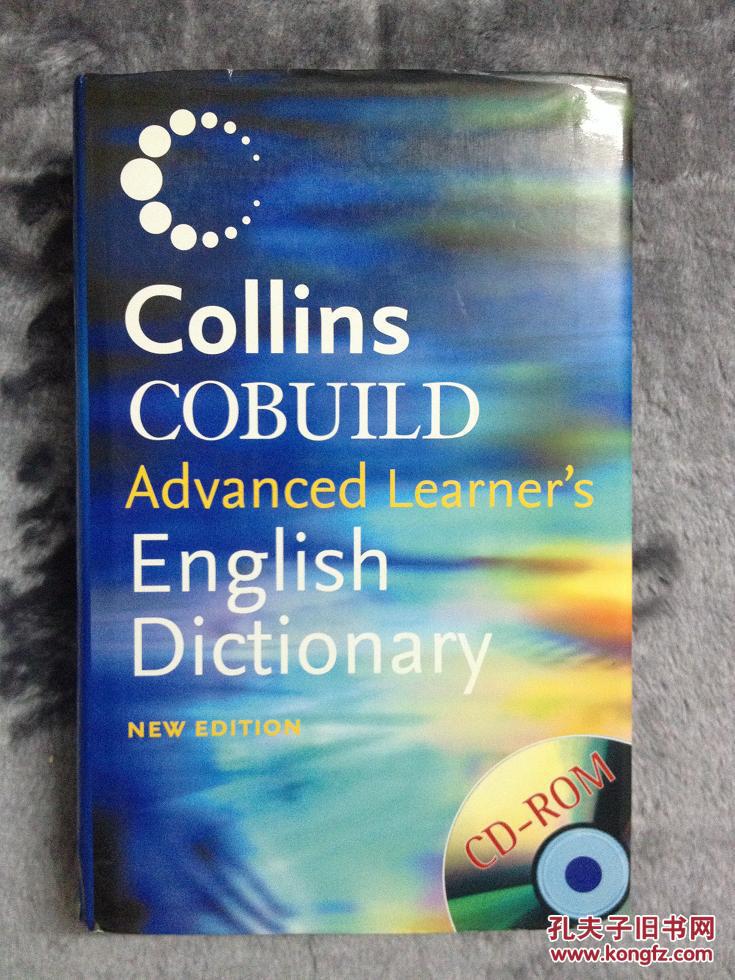 Collins
COBUILD
Advanced Learner's
English
Dictionary
NEW EDITION
CD-ROM
孔夫子旧书网
www.kongfz.com